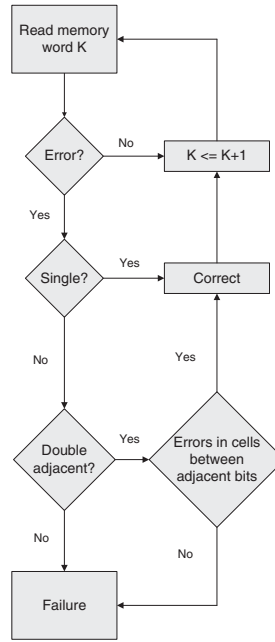 Read memory
word K
Error?
No
K <= K+1
Yes
Single?
Yes
Correct
No
Yes
Double
adjacent?
Yes
Errors in cells
between
adjacent bits
No
No
Failure